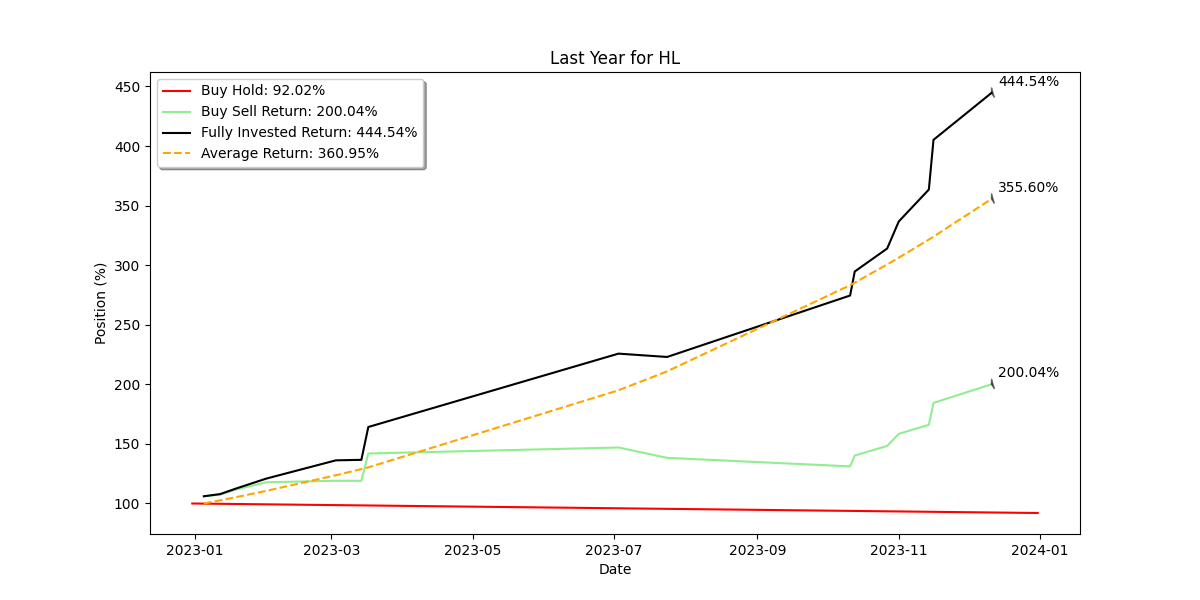 Last Year for HL
Buy Hold: 92.02%
Buy Sell Return: 200.04%
Fully Invested Return: 444.54%
Average Return: 360.95%
444.54%
355.60%
200.04%
Position (%)
450
400
350
300
250
200
150
100
2023-01
2023-03
2023-05
2023-07
2023-09
2023-11
2024-01
Date